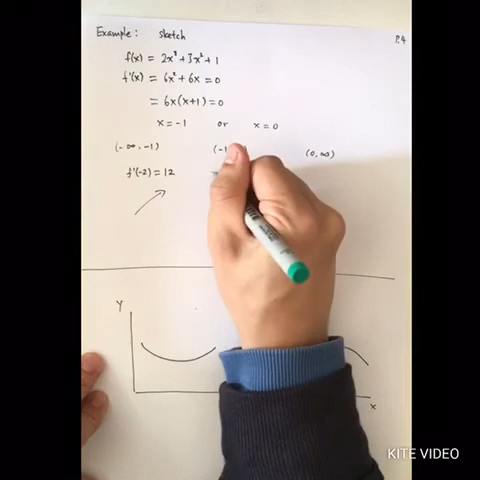 Example: sketch P.4
f(x) = 2x³+3x²+1
f'(x) = 6x²+6x =0
= 6x(x+1)=0
x=-1 or x=0
(-∞,-1) (-1 (0,∞)
f'(-2)=12
Y
x
KITE VIDEO